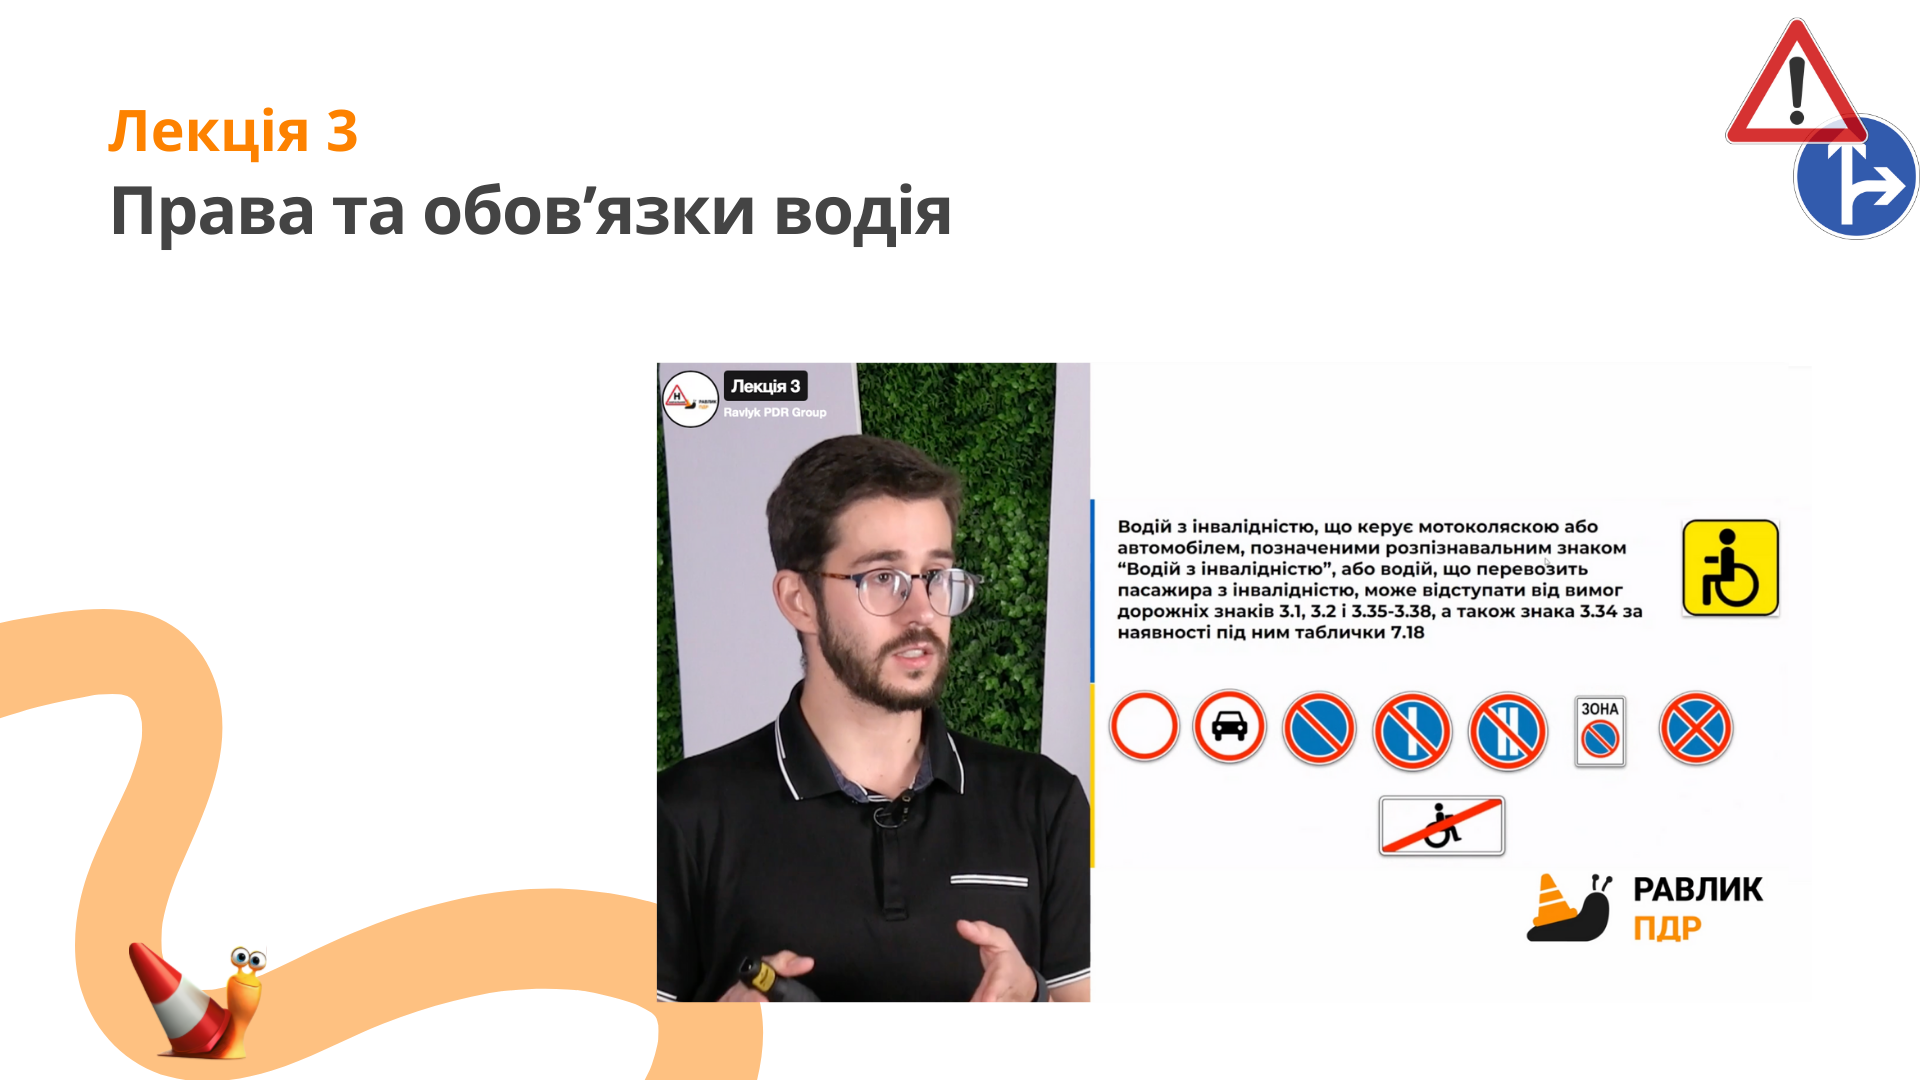 Лекція 3
Права та обов’язки водія
Лекція 3
Ravlyk PDR Group
Водій з інвалідністю, що керує мотоколяскою або
автомобілем, позначеними розпізнавальним знаком
“Водій з інвалідністю”, або водій, що перевозить
пасажира з інвалідністю, може відступати від вимог
дорожніх знаків 3.1, 3.2 і 3.35-3.38, а також знака 3.34 за
наявності під ним таблички 7.18
ЗОНА
РАВЛИК
ПДР